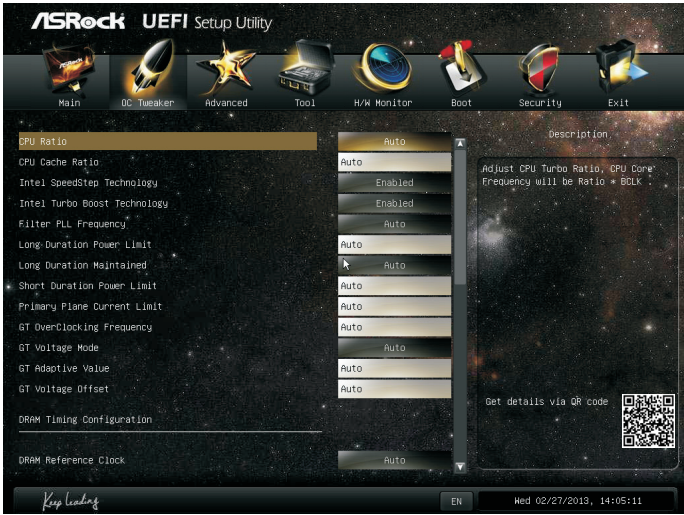 ASRock UEFI Setup Utility
ASRock
Main OC Tweaker Advanced Tool H/W Monitor Boot Security Exit
CPU Ratio Auto
CPU Cache Ratio Auto
Intel SpeedStep Technology Enabled
Intel Turbo Boost Technology Enabled
Filter PLL Frequency Auto
Long Duration Power Limit Auto
Long Duration Maintained Auto
Short Duration Power Limit Auto
Primary Plane Current Limit Auto
GT OverClocking Frequency Auto
GT Voltage Mode Auto
GT Adaptive Value Auto
GT Voltage Offset Auto
DRAM Timing Configuration
DRAM Reference Clock Auto
Description
Adjust CPU Turbo Ratio, CPU Core
Frequency will be Ratio * BCLK .
Get details via QR code
Keep Leading
EN
Wed 02/27/2013, 14:05:11